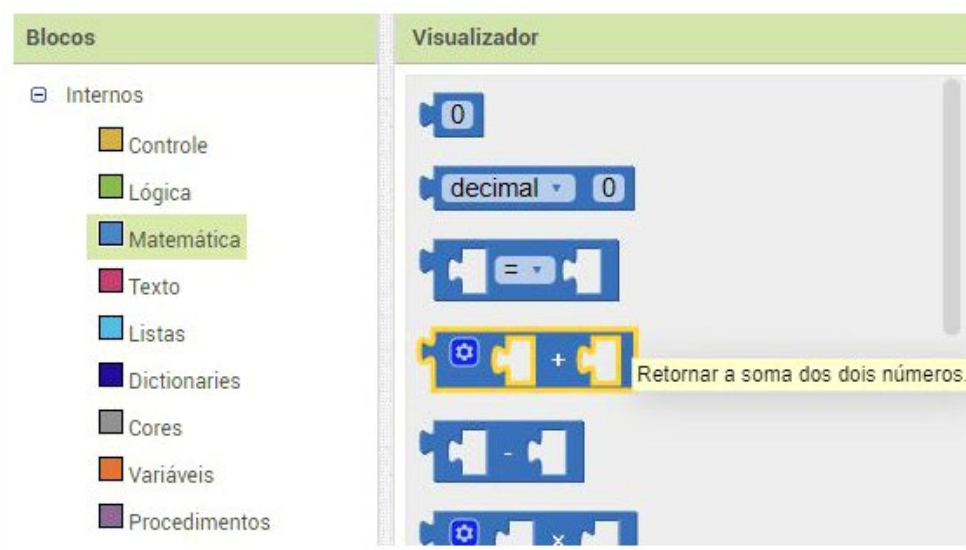 Blocos
Internos
Controle
Lógica
Matemática
Texto
Listas
Dictionaries
Cores
Variáveis
Procedimentos
Visualizador
0
decimal 0
=
+
Retornar a soma dos dois números.
-
×